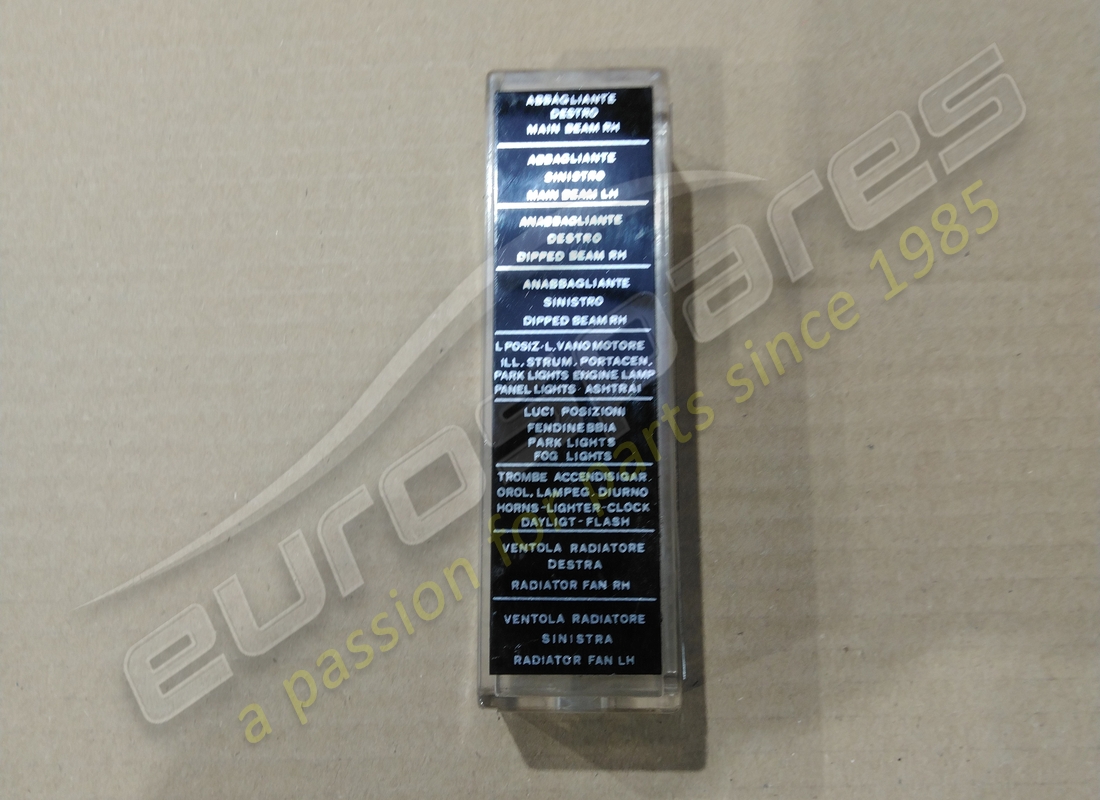 ABBAGLIANTE
DESTRO
MAIN BEAM RH
ABBAGLIANTE
SINISTRO
MAIN BEAM LH
ANABBAGLIANTE
DESTRO
DIPPED BEAM RH
ANABBAGLIANTE
SINISTRO
DIPPED BEAM RH
L.POSIZ-L.VANO MOTORE
ILL. STRUM. PORTACEN.
PARK LIGHTS ENGINE LAMP
PANEL LIGHTS - ASHTRAI
LUCI POSIZIONI
FENDINEBBIA
PARK LIGHTS
FOG LIGHTS
TROMBE ACCENDISIGAR.
OROL. LAMPEG. DIURNO
HORNS-LIGHTER-CLOCK
DAYLIGT-FLASH
VENTOLA RADIATORE
DESTRA
RADIATOR FAN RH
VENTOLA RADIATORE
SINISTRA
RADIATOR FAN LH
eurospares
a passion for parts since 1985